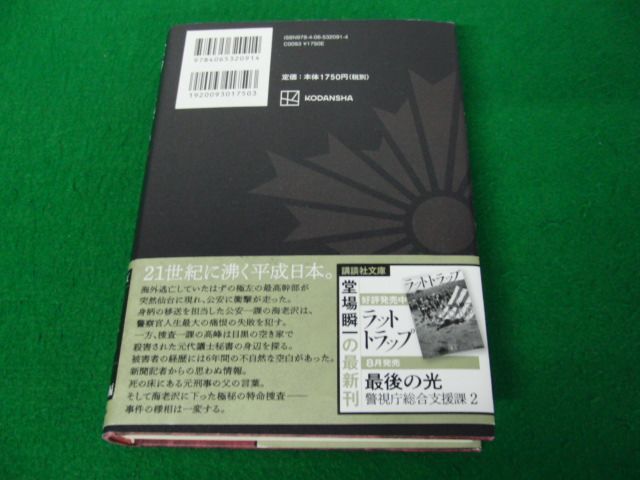 9784065320914
1920093017503
ISBN978-4-06-532091-4
C0093 ¥1750E
定価：本体1750円(税別)
KODANSHA
21世紀に沸く平成日本。
海外逃亡していたはずの極左の最高幹部が
突然仙台に現れ、公安に衝撃が走った。
身柄の移送を担当した公安一課の海老沢は、
警察官人生最大の痛恨の失敗を犯す。
一方、捜査一課の高峰は目黒の空き家で
殺害された元代議士秘書の身辺を探る。
被害者の経歴には6年間の不自然な空白があった。
新聞記者からの思わぬ情報。
死の床にある元刑事の父の言葉。
そして海老沢に下った極秘の特命捜査――
事件の様相は一変する。
講談社文庫
堂場瞬一の最新刊
好評発売中
ラット
トラップ
ラットトラップ
8月発売
最後の光
警視庁総合支援課2